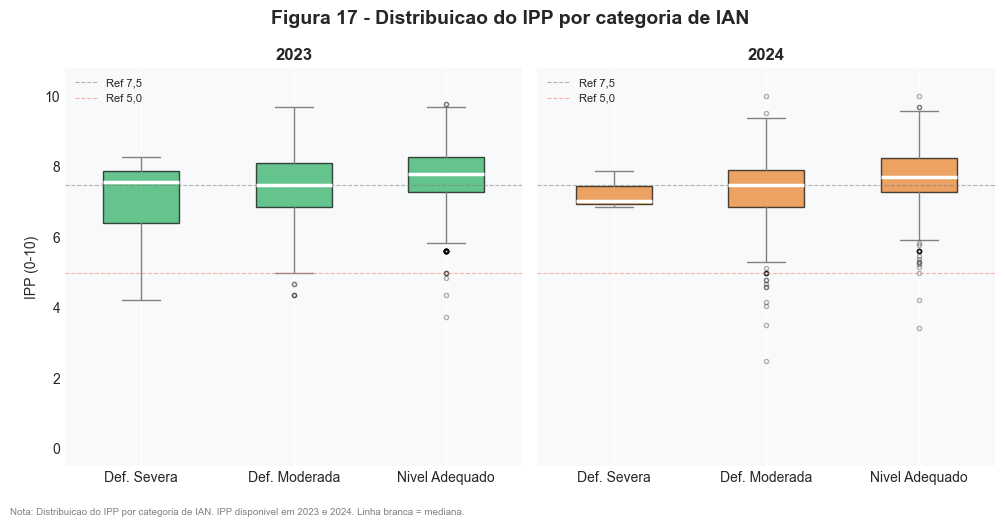 Figura 17 - Distribuicao do IPP por categoria de IAN
2023
2024
Ref 7,5
Ref 5,0
Ref 7,5
Ref 5,0
IPP (0-10)
10
8
6
4
2
0
Def. Severa
Def. Moderada
Nivel Adequado
Def. Severa
Def. Moderada
Nivel Adequado
Nota: Distribuicao do IPP por categoria de IAN. IPP disponivel em 2023 e 2024. Linha branca = mediana.